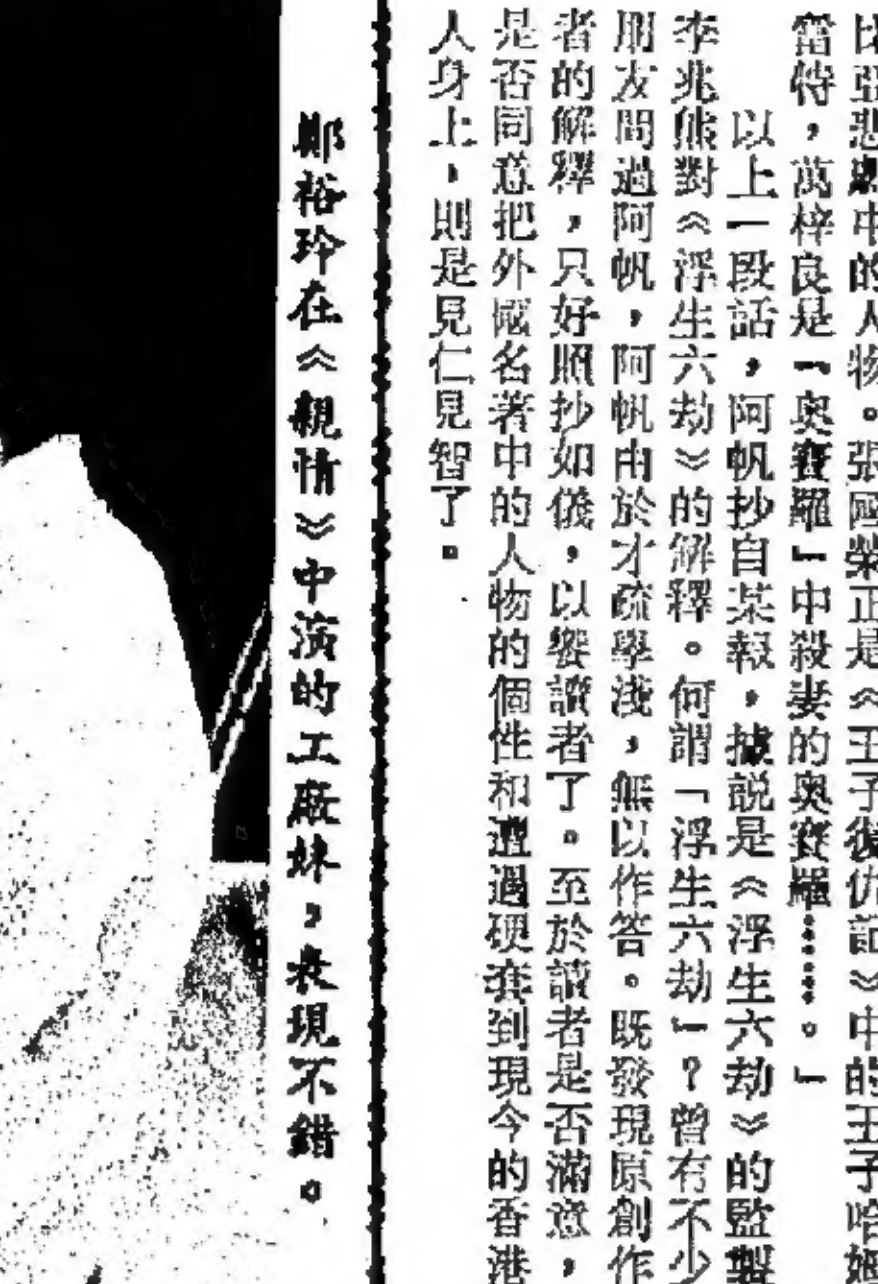 比亞悲劇中的人物。張國榮正是《王子復仇記》中的王子哈姆
雷特，萬梓良是「奧賽羅」中殺妻的奧賽羅……。」
以上一段話，阿帆抄自某報，據説是《浮生六劫》的監製
李兆熊對《浮生六劫》的解釋。何謂「浮生六劫」？曾有不少
朋友問過阿帆，阿帆由於才疏學淺，無以作答。既發現原創作
者的解釋，只好照抄如儀，以饗讀者了。至於讀者是否滿意，
是否同意把外國名著中的人物的個性和遭遇硬套到現今的香港
人身上，則是見仁見智了。
鄭裕玲在《親情》中演的工廠妹，表現不錯。